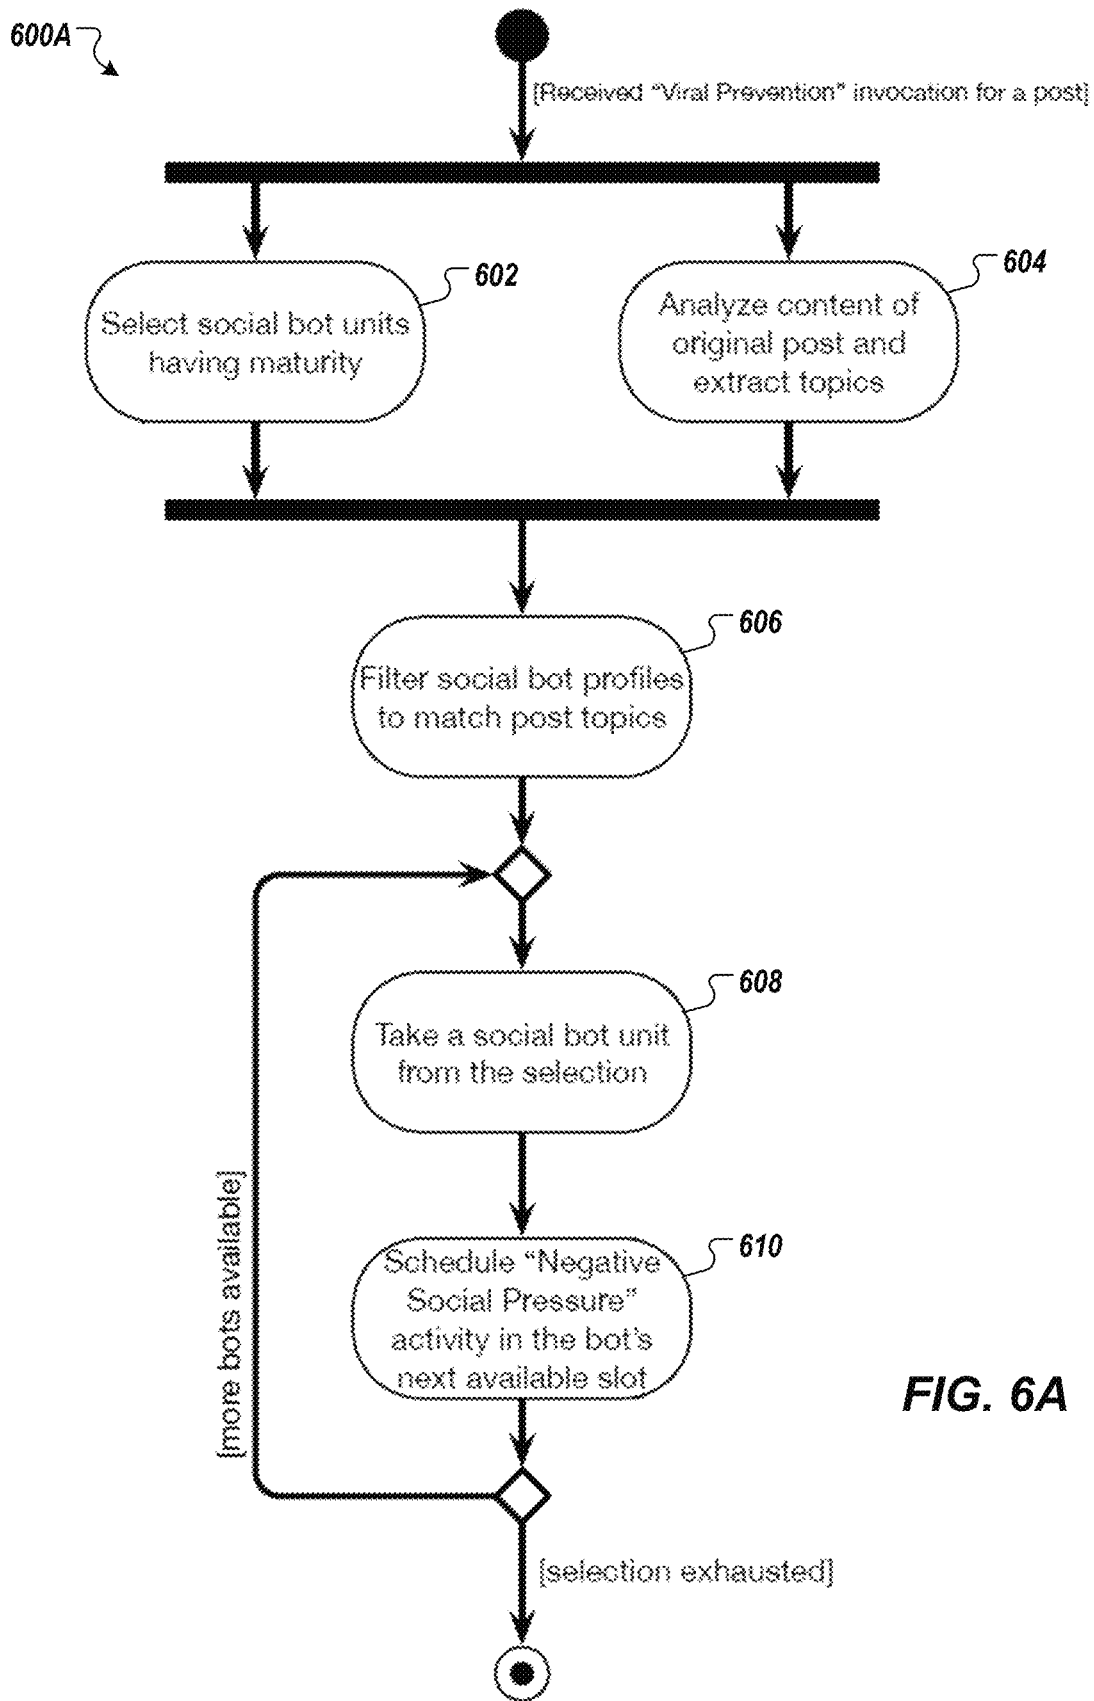 600A
[Received “Viral Prevention” invocation for a post]
602
Select social bot units
having maturity
604
Analyze content of
original post and
extract topics
606
Filter social bot profiles
to match post topics
608
Take a social bot unit
from the selection
610
Schedule “Negative
Social Pressure”
activity in the bot’s
next available slot
[more bots available]
FIG. 6A
[selection exhausted]